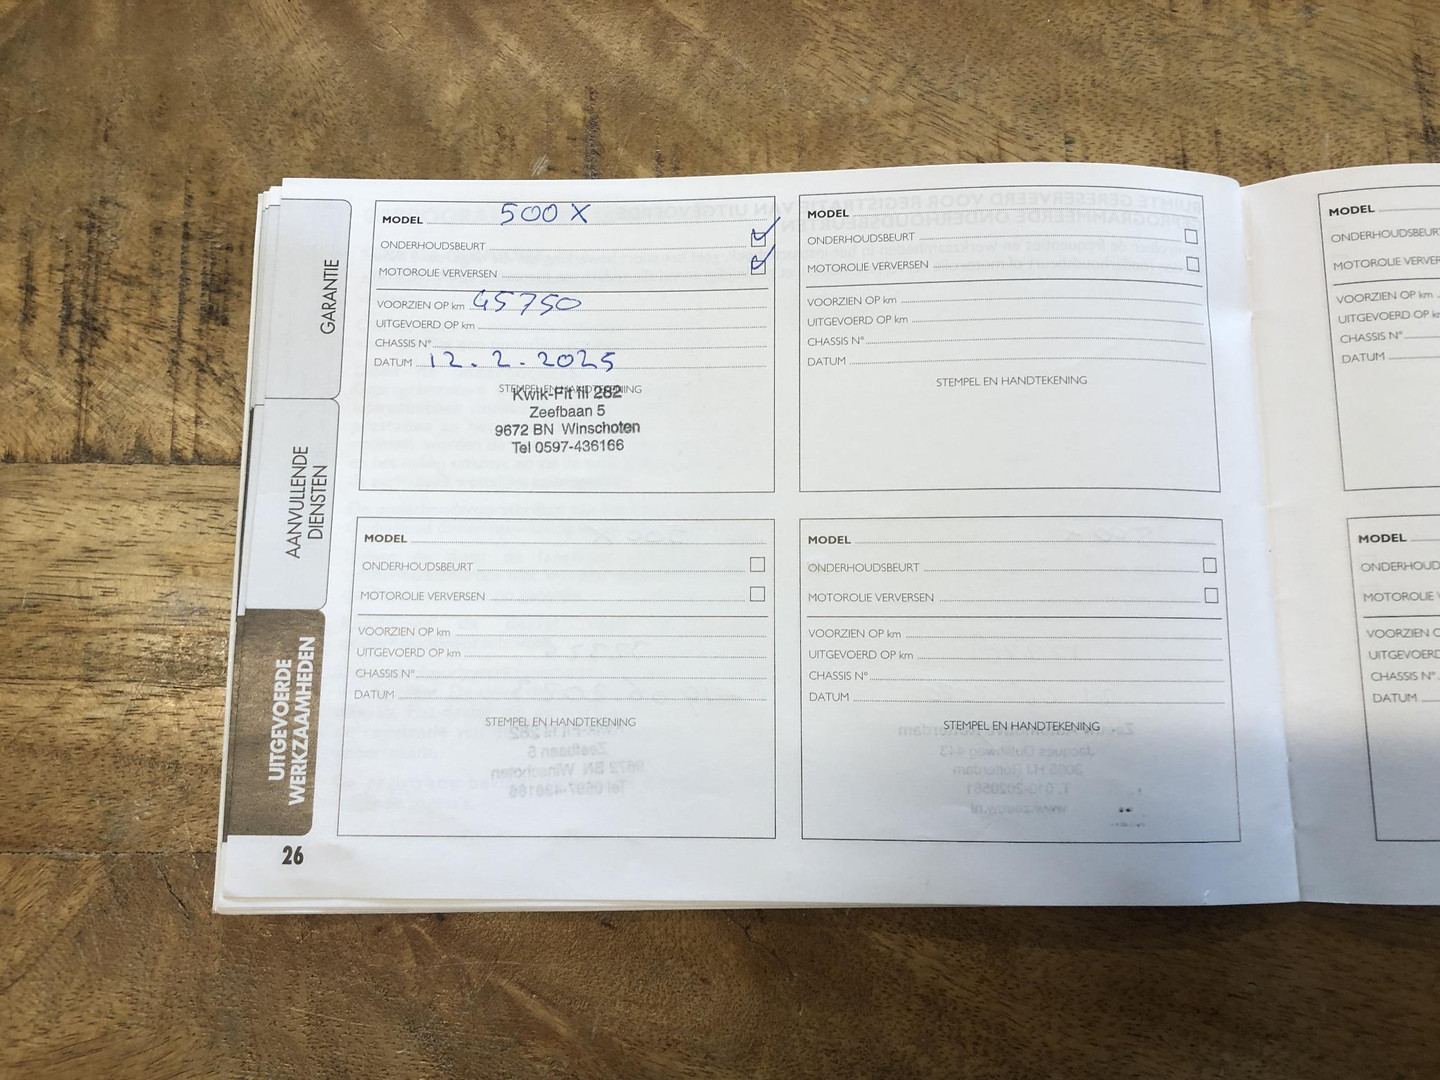 GARANTIE
AANVULLENDE
DIENSTEN
UITGEVOERDE
WERKZAAMHEDEN
26
MODEL 500 X
ONDERHOUDSBEURT
MOTOROLIE VERVERSEN
VOORZIEN OP km 45750
UITGEVOERD OP km
CHASSIS N°
DATUM 12.2.2025
STEMPEL EN HANDTEKENING
Kwik-Fit III 282
Zeefbaan 5
9672 BN Winschoten
Tel 0597-436166
MODEL
ONDERHOUDSBEURT
MOTOROLIE VERVERSEN
VOORZIEN OP km
UITGEVOERD OP km
CHASSIS N°
DATUM
STEMPEL EN HANDTEKENING
MODEL
ONDERHOUDSBEURT
MOTOROLIE VERVERSEN
VOORZIEN OP km
UITGEVOERD OP km
CHASSIS N°
DATUM
STEMPEL EN HANDTEKENING
MODEL
ONDERHOUDSBEURT
MOTOROLIE VERVERSEN
VOORZIEN OP km
UITGEVOERD OP km
CHASSIS N°
DATUM
STEMPEL EN HANDTEKENING
MODEL
ONDERHOUDSBEURT
MOTOROLIE VERVER
VOORZIEN OP km
UITGEVOERD OP k
CHASSIS N°
DATUM
MODEL
ONDERHOUD
MOTOROLIE
VOORZIEN O
UITGEVOERD
CHASSIS N°
DATUM